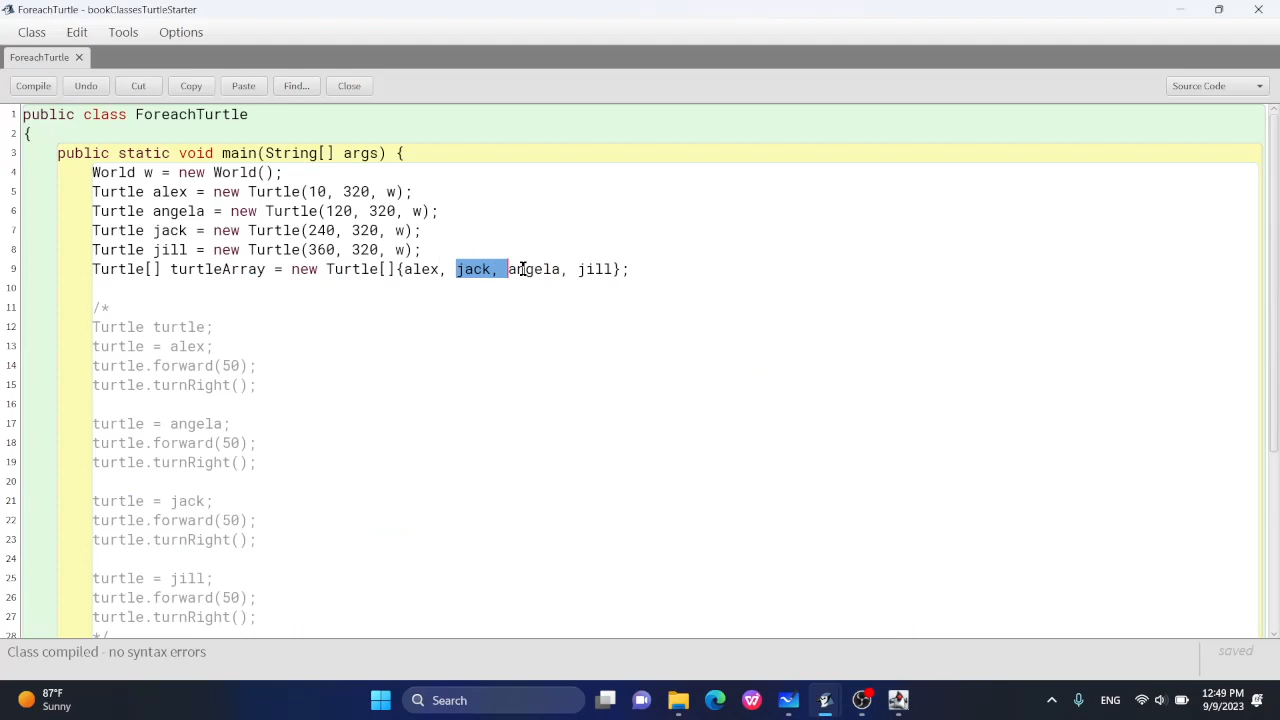 ForeachTurtle - bookClassesTurtleStarter
Class Edit Tools Options
ForeachTurtle ✕
Compile Undo Cut Copy Paste Find... Close Source Code
1 public class ForeachTurtle
2 {
3 public static void main(String[] args) {
4 World w = new World();
5 Turtle alex = new Turtle(10, 320, w);
6 Turtle angela = new Turtle(120, 320, w);
7 Turtle jack = new Turtle(240, 320, w);
8 Turtle jill = new Turtle(360, 320, w);
9 Turtle[] turtleArray = new Turtle[]{alex, jack, angela, jill};
10
11 /*
12 Turtle turtle;
13 turtle = alex;
14 turtle.forward(50);
15 turtle.turnRight();
16
17 turtle = angela;
18 turtle.forward(50);
19 turtle.turnRight();
20
21 turtle = jack;
22 turtle.forward(50);
23 turtle.turnRight();
24
25 turtle = jill;
26 turtle.forward(50);
27 turtle.turnRight();
28 */
Class compiled - no syntax errors
saved
87°F
Sunny
Search
ENG
12:49 PM
9/9/2023